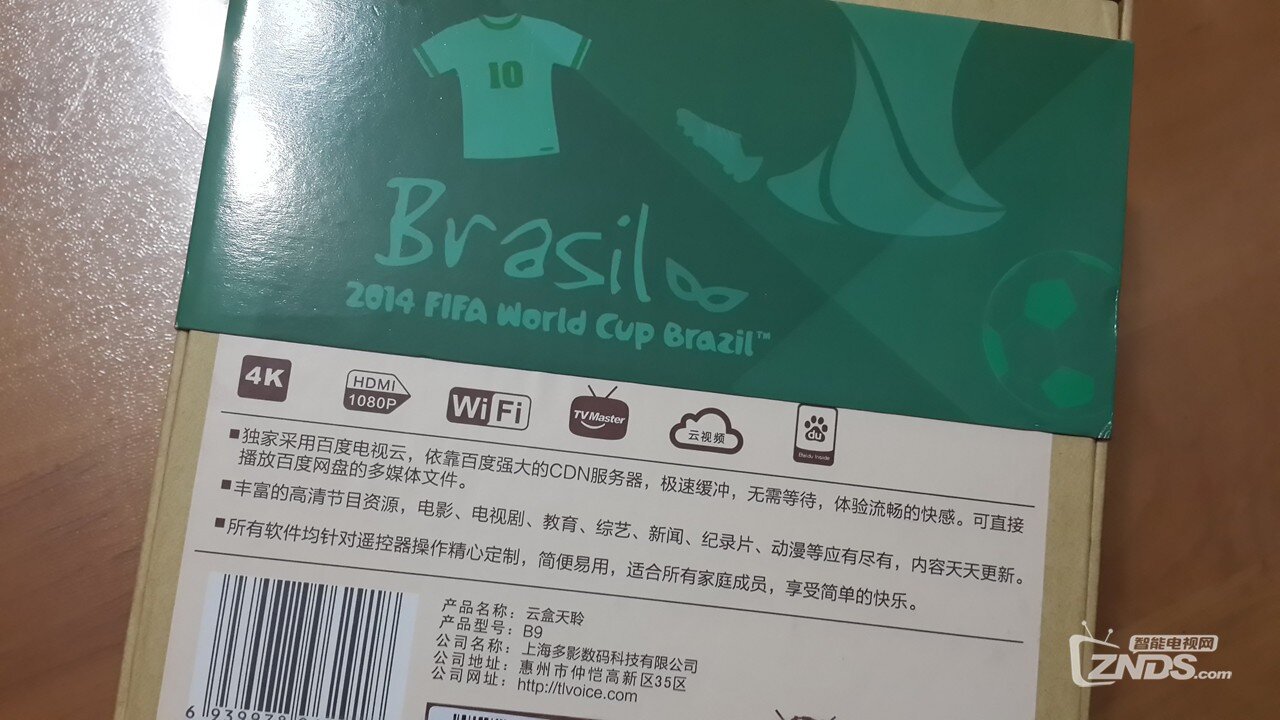 10
Brasil
2014 FIFA World Cup Brazil™
4K
HDMI
1080P
WiFi
TV Master
云视频
du
Baidu Inside
■独家采用百度电视云，依靠百度强大的CDN服务器，极速缓冲，无需等待，体验流畅的快感。可直接
播放百度网盘的多媒体文件。
■丰富的高清节目资源，电影、电视剧、教育、综艺、新闻、纪录片、动漫等应有尽有，内容天天更新。
■所有软件均针对遥控器操作精心定制，简便易用，适合所有家庭成员，享受简单的快乐。
产品名称：云盒天聆
产品型号：B9
公司名称：上海多影数码科技有限公司
公司地址：惠州市仲恺高新区35区
公司网址：http://tlvoice.com
智能电视网
ZNDS.com